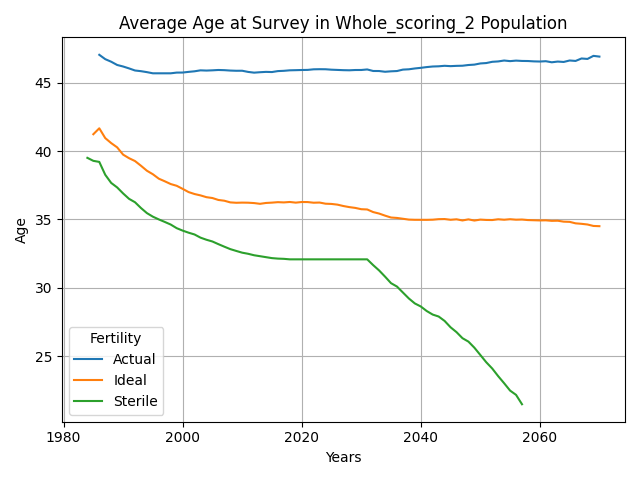 Average Age at Survey in Whole_scoring_2 Population
45
40
35
30
25
Age
Fertility
Actual
Ideal
Sterile
1980
2000
2020
2040
2060
Years